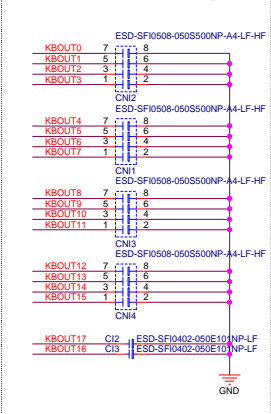 ESD-SFI0508-050S500NP-A4-LF-HF
KBOUT0 7 8
KBOUT1 5 6
KBOUT2 3 4
KBOUT3 1 2
CNI2
ESD-SFI0508-050S500NP-A4-LF-HF
KBOUT4 7 8
KBOUT5 5 6
KBOUT6 3 4
KBOUT7 1 2
CNI1
ESD-SFI0508-050S500NP-A4-LF-HF
KBOUT8 7 8
KBOUT9 5 6
KBOUT10 3 4
KBOUT11 1 2
CNI3
ESD-SFI0508-050S500NP-A4-LF-HF
KBOUT12 7 8
KBOUT13 5 6
KBOUT14 3 4
KBOUT15 1 2
CNI4
KBOUT17 CI2 ESD-SFI0402-050E101NP-LF
KBOUT16 CI3 ESD-SFI0402-050E101NP-LF
GND